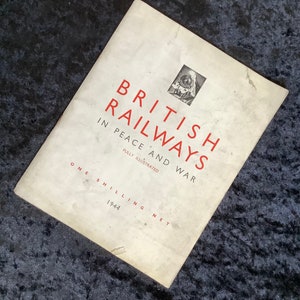 BRITISH
RAILWAYS
IN PEACE AND WAR
FULLY ILLUSTRATED
ONE SHILLING NET
1944